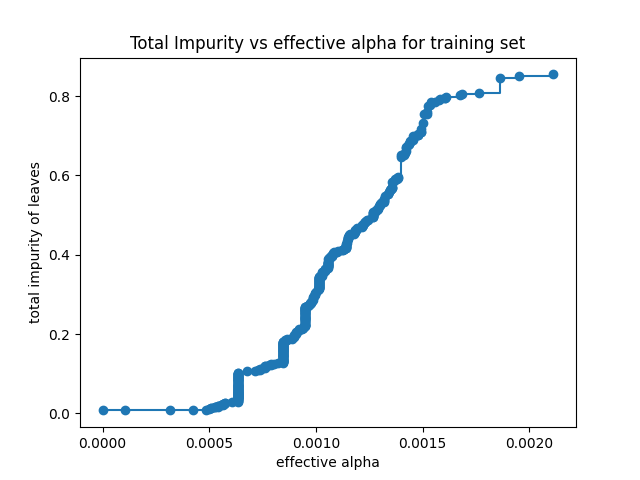 Total Impurity vs effective alpha for training set
total impurity of leaves
0.8
0.6
0.4
0.2
0.0
0.0000 0.0005 0.0010 0.0015 0.0020
effective alpha